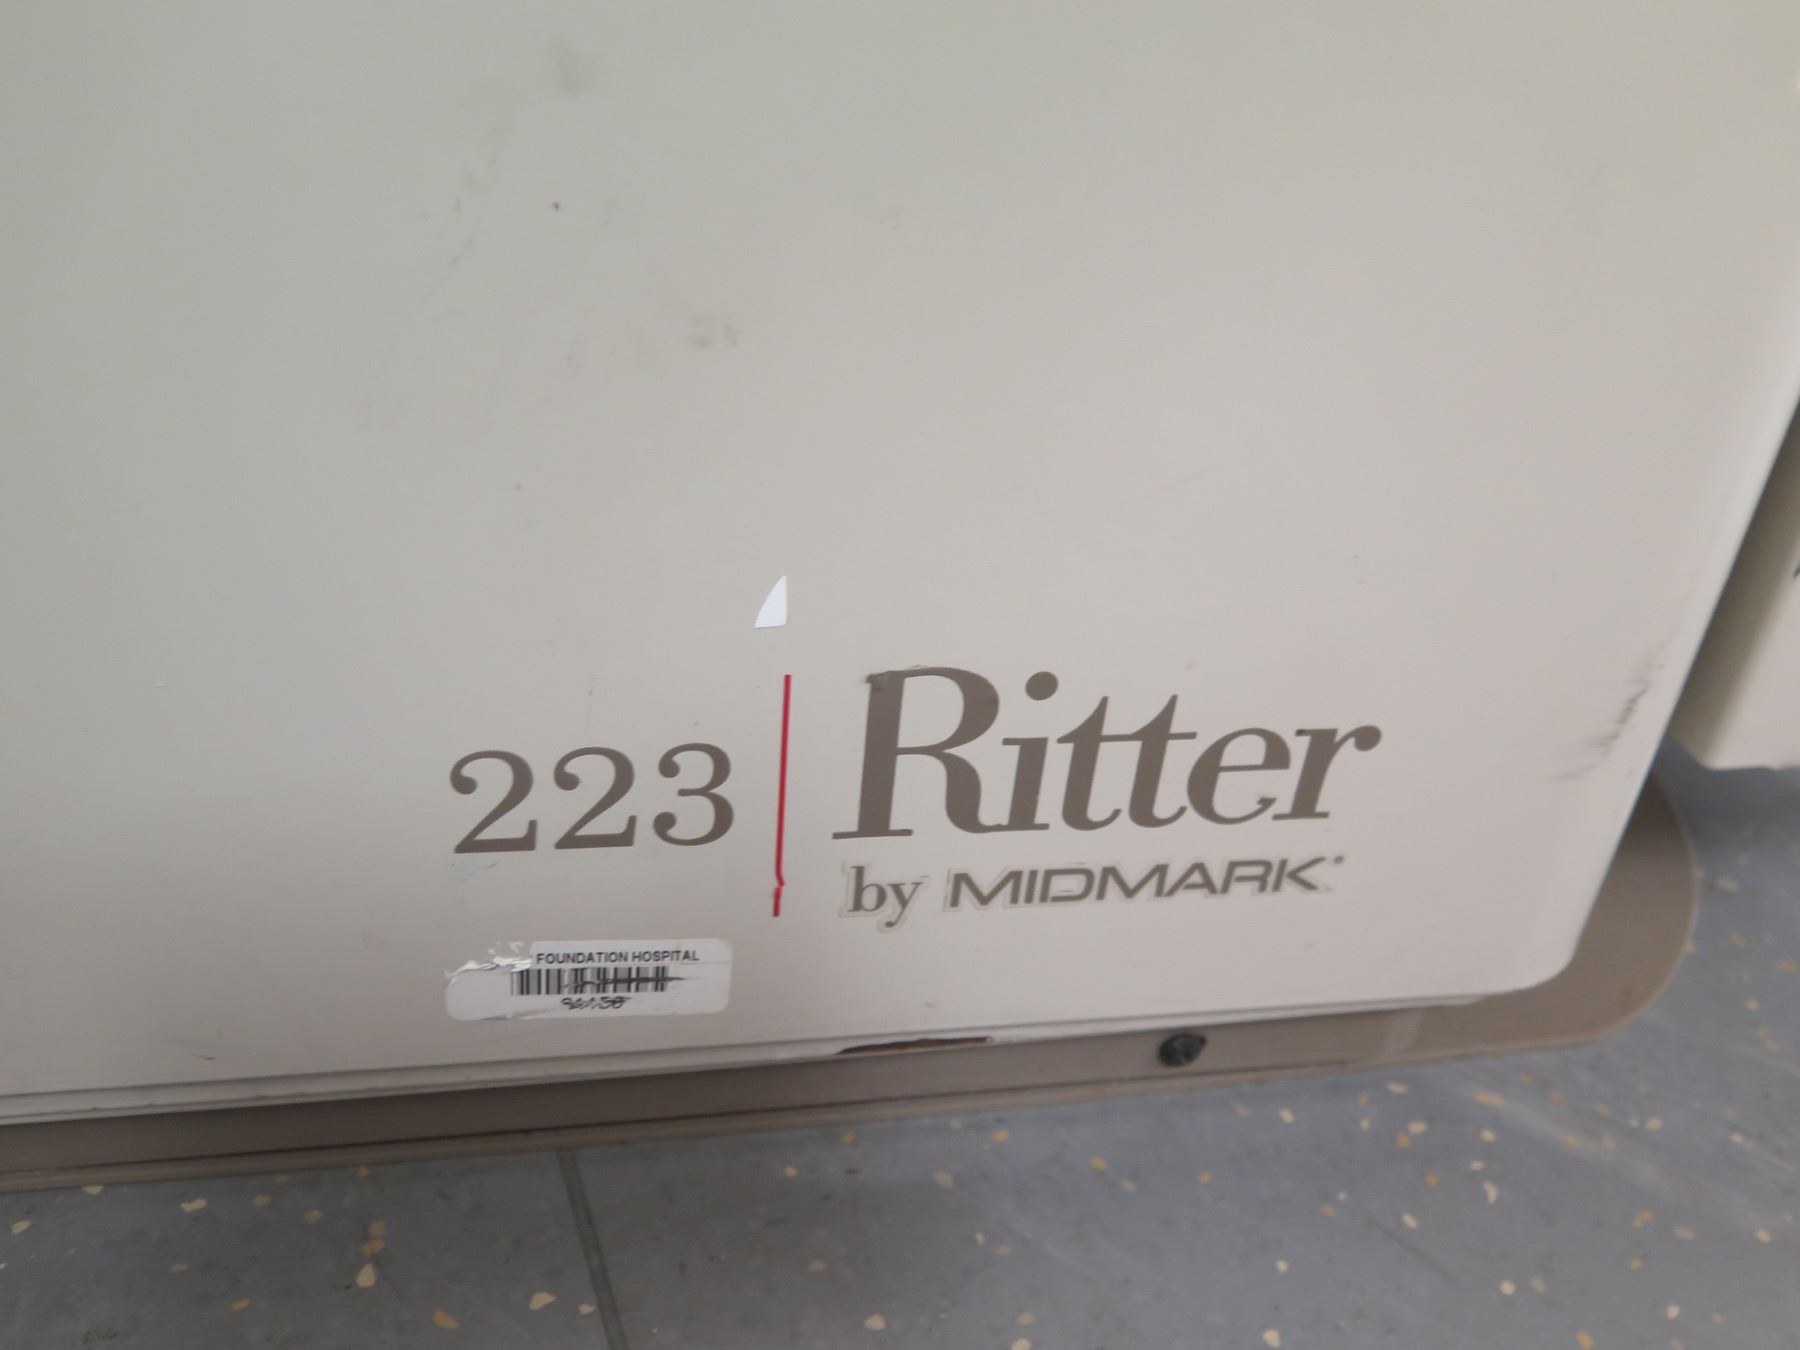 223 Ritter
by MIDMARK
FOUNDATION HOSPITAL